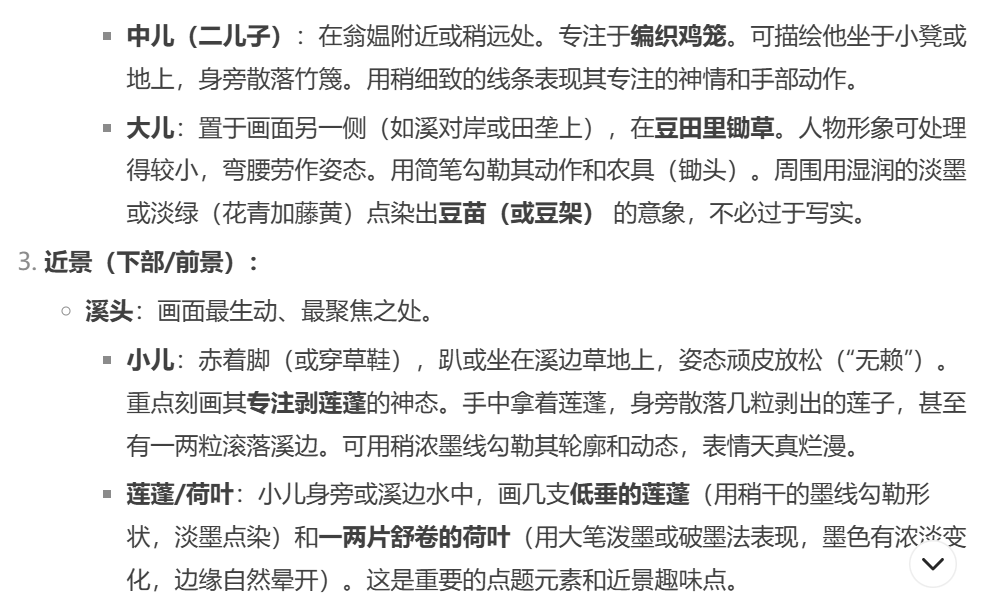 中儿（二儿子）：在翁媪附近或稍远处。专注于编织鸡笼。可描绘他坐于小凳或
地上，身旁散落竹篾。用稍细致的线条表现其专注的神情和手部动作。
大儿：置于画面另一侧（如溪对岸或田垄上），在豆田里锄草。人物形象可处理
得较小，弯腰劳作姿态。用简笔勾勒其动作和农具（锄头）。周围用湿润的淡墨
或淡绿（花青加藤黄）点染出豆苗（或豆架） 的意象，不必过于写实。
3. 近景（下部/前景）：
溪头：画面最生动、最聚焦之处。
小儿：赤着脚（或穿草鞋），趴或坐在溪边草地上，姿态顽皮放松（“无赖”）。
重点刻画其专注剥莲蓬的神态。手中拿着莲蓬，身旁散落几粒剥出的莲子，甚至
有一两粒滚落溪边。可用稍浓墨线勾勒其轮廓和动态，表情天真烂漫。
莲蓬/荷叶：小儿身旁或溪边水中，画几支低垂的莲蓬（用稍干的墨线勾勒形
状，淡墨点染）和一两片舒卷的荷叶（用大笔泼墨或破墨法表现，墨色有浓淡变
化，边缘自然晕开）。这是重要的点题元素和近景趣味点。